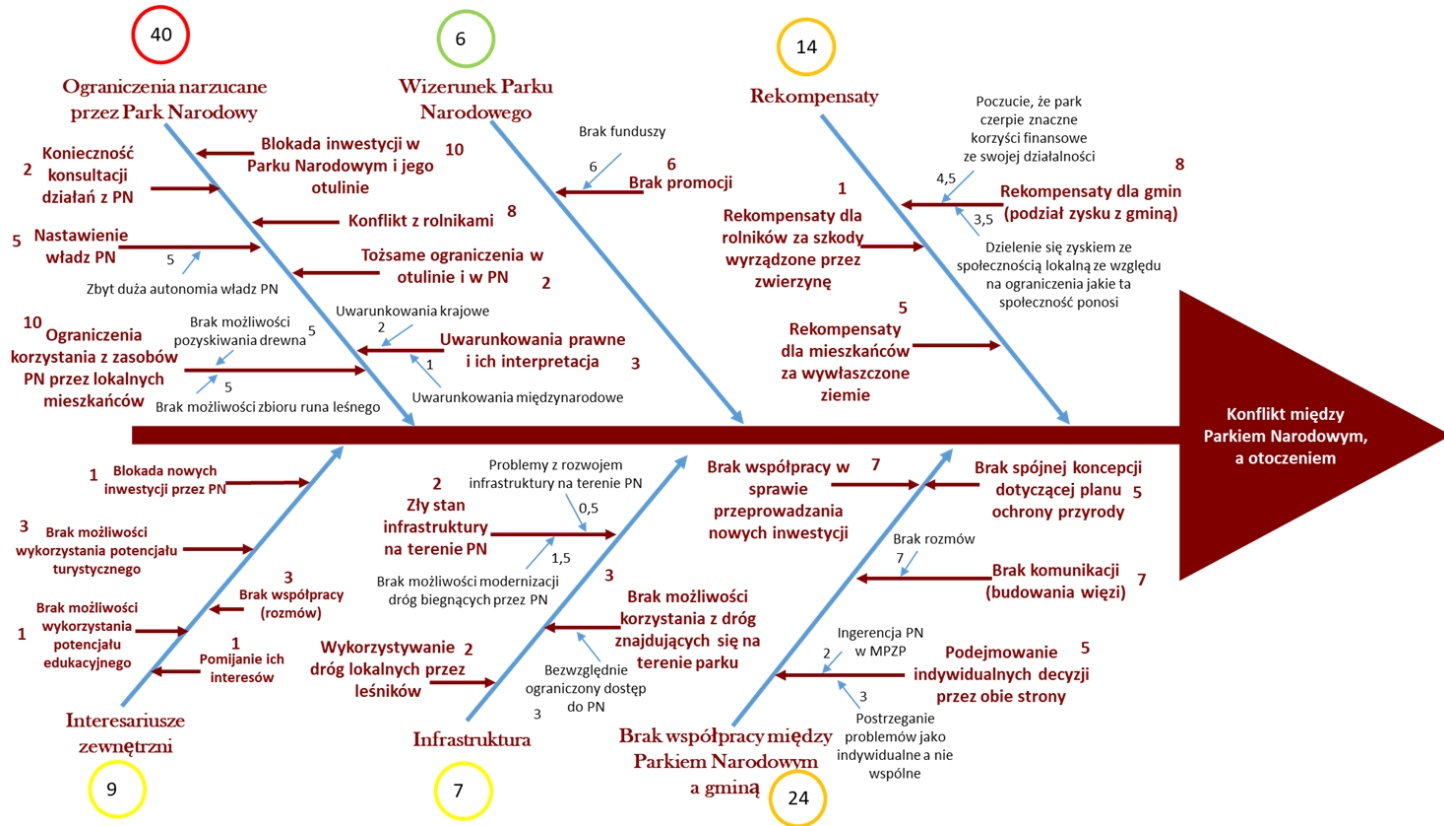 40
Ograniczenia narzucane
przez Park Narodowy
2
Konieczność
konsultacji
działań z PN
Blokada inwestycji w
Parku Narodowym i jego
otulinie
10
5
Nastawienie
władz PN
5
Zbyt duża autonomia władz PN
Konflikt z rolnikami
8
Tożsame ograniczenia w
otulinie i w PN
2
10
Ograniczenia
korzystania z zasobów
PN przez lokalnych
mieszkańców
Brak możliwości
pozyskiwania drewna
5
5
Brak możliwości zbioru runa leśnego
Uwarunkowania krajowe
2
Uwarunkowania prawne
i ich interpretacja
3
1
Uwarunkowania międzynarodowe
6
Wizerunek Parku
Narodowego
Brak funduszy
6
6
Brak promocji
14
Rekompensaty
1
Rekompensaty dla
rolników za szkody
wyrządzone przez
zwierzynę
5
Rekompensaty
dla mieszkańców
za wywłaszczone
ziemie
Poczucie, że park
czerpie znaczne
korzyści finansowe
ze swojej działalności
4,5
8
Rekompensaty dla gmin
(podział zysku z gminą)
3,5
Dzielenie się zyskiem ze
społecznością lokalną ze względu
na ograniczenia jakie ta
społeczność ponosi
Konflikt między
Parkiem Narodowym,
a otoczeniem
1
Blokada nowych
inwestycji przez PN
3
Brak możliwości
wykorzystania potencjału
turystycznego
3
Brak współpracy
(rozmów)
1
Brak możliwości
wykorzystania
potencjału
edukacyjnego
1
Pomijanie ich
interesów
Interesariusze
zewnętrzni
9
Problemy z rozwojem
infrastruktury na terenie PN
0,5
2
Zły stan
infrastruktury
na terenie PN
1,5
Brak możliwości modernizacji
dróg biegnących przez PN
3
Brak możliwości
korzystania z dróg
znajdujących się na
terenie parku
Bezwzględnie
ograniczony dostęp
do PN
3
Wykorzystywanie
dróg lokalnych przez
leśników
2
Infrastruktura
7
Brak współpracy w
sprawie
przeprowadzania
nowych inwestycji
7
Brak spójnej koncepcji
dotyczącej planu
ochrony przyrody
5
Brak rozmów
7
Brak komunikacji
(budowania więzi)
7
Ingerencja PN
w MPZP
2
Podejmowanie
indywidualnych decyzji
przez obie strony
5
3
Postrzeganie
problemów jako
indywidualne a nie
wspólne
Brak współpracy między
Parkiem Narodowym
a gminą
24